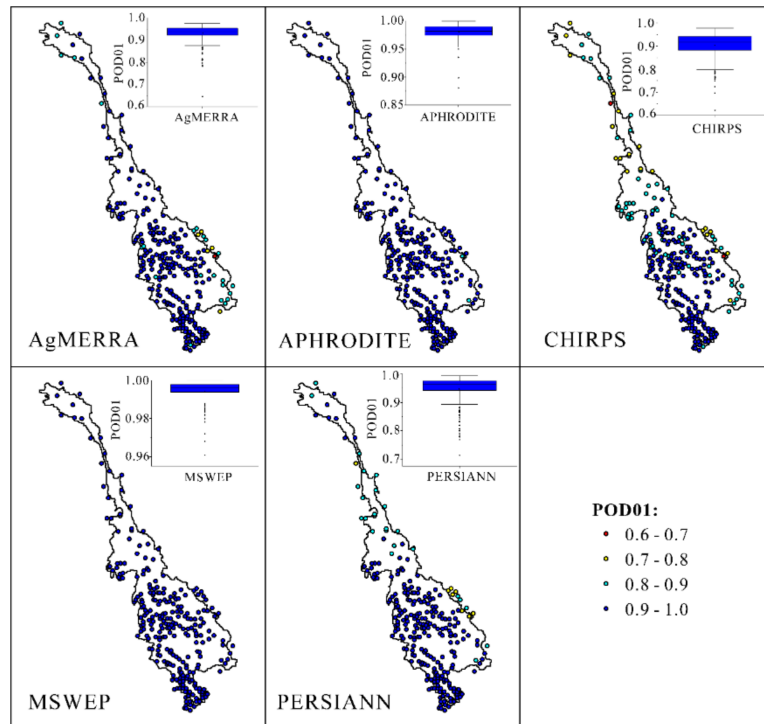 POD01
1.0
0.9
0.8
0.7
0.6
AgMERRA
AgMERRA
POD01
1.00
0.95
0.90
0.85
APHRODITE
APHRODITE
POD01
1.0
0.9
0.8
0.7
0.6
CHIRPS
CHIRPS
POD01
1.00
0.98
0.96
MSWEP
MSWEP
POD01
1.0
0.9
0.8
0.7
PERSIANN
PERSIANN
POD01:
0.6 - 0.7
0.7 - 0.8
0.8 - 0.9
0.9 - 1.0